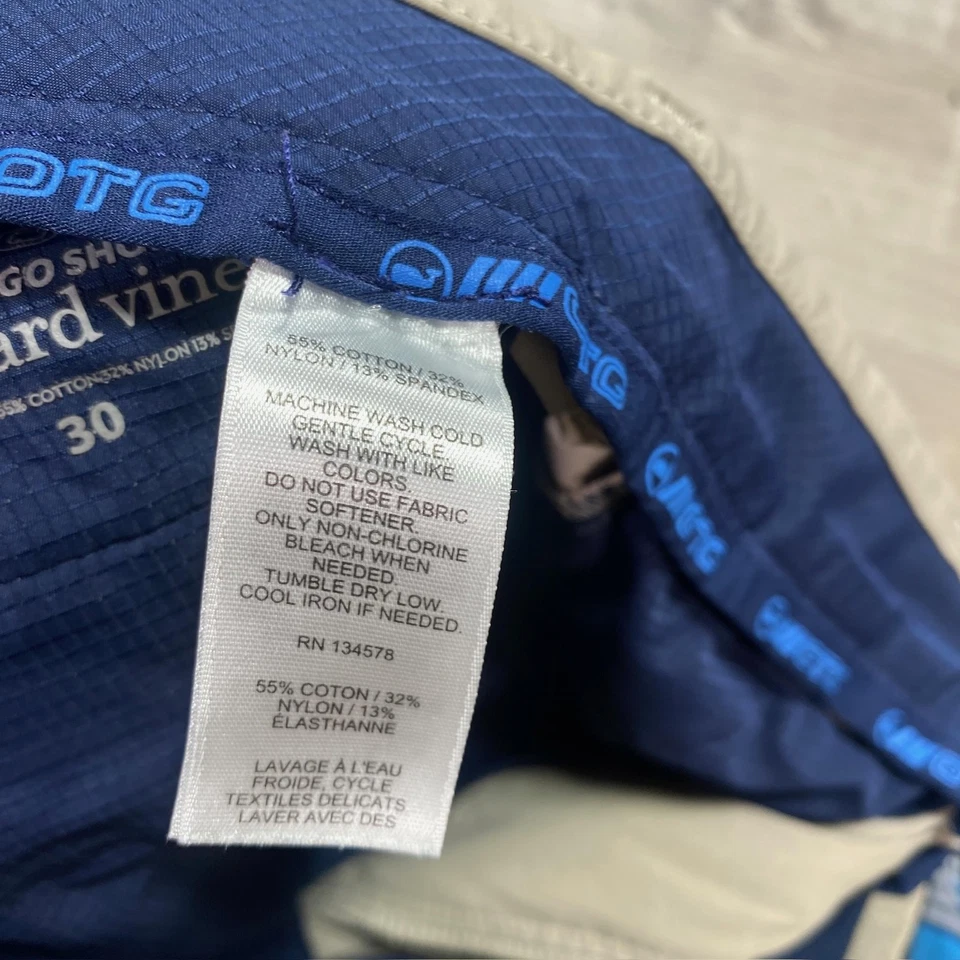 OTG
GO SHO
ard vine
55% COTTON 32% NYLON 13% S
30
OTG
OTG
55% COTTON / 32%
NYLON / 13% SPANDEX
MACHINE WASH COLD
GENTLE CYCLE.
WASH WITH LIKE
COLORS.
DO NOT USE FABRIC
SOFTENER.
ONLY NON-CHLORINE
BLEACH WHEN
NEEDED.
TUMBLE DRY LOW.
COOL IRON IF NEEDED.
RN 134578
55% COTON / 32%
NYLON / 13%
ÉLASTHANNE
LAVAGE À L'EAU
FROIDE, CYCLE
TEXTILES DELICATS
LAVER AVEC DES